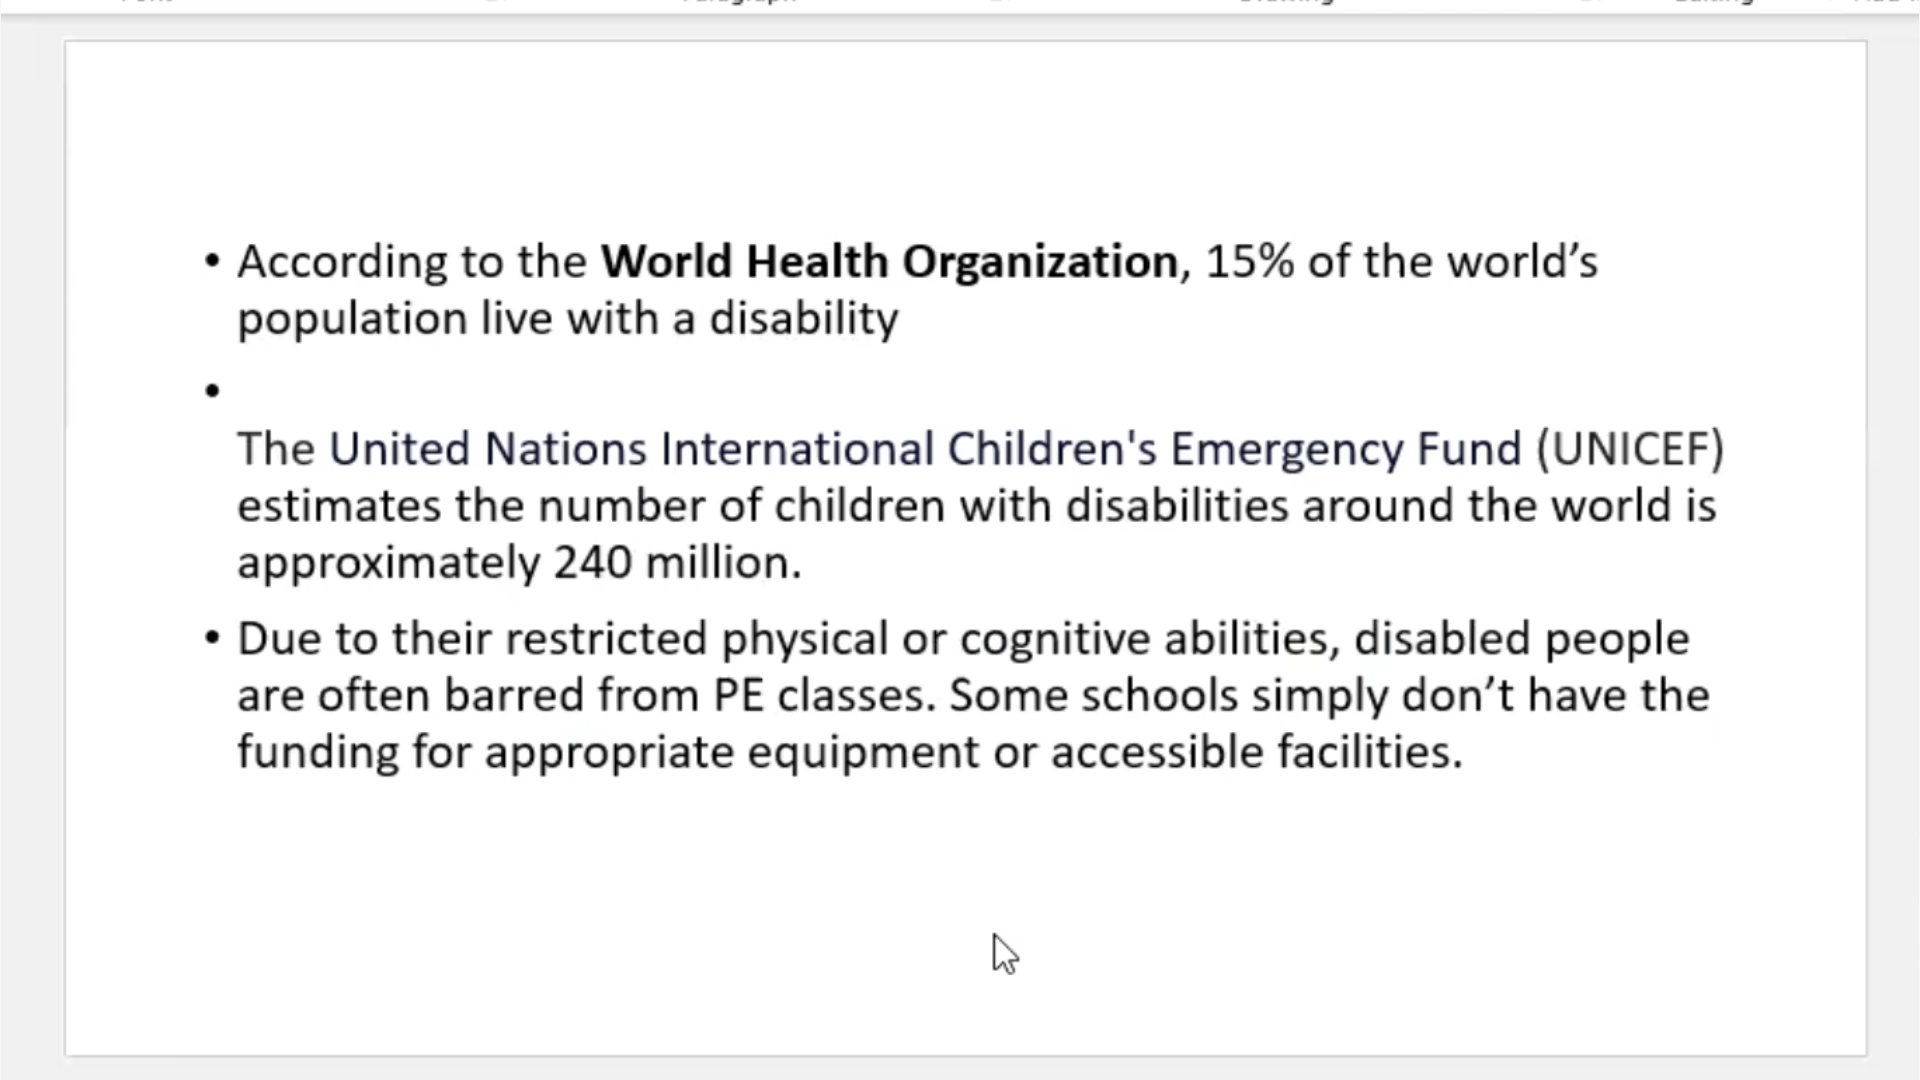 Paragraph
Drawing
Editing
• According to the World Health Organization, 15% of the world’s
population live with a disability
•
The United Nations International Children's Emergency Fund (UNICEF)
estimates the number of children with disabilities around the world is
approximately 240 million.
• Due to their restricted physical or cognitive abilities, disabled people
are often barred from PE classes. Some schools simply don’t have the
funding for appropriate equipment or accessible facilities.